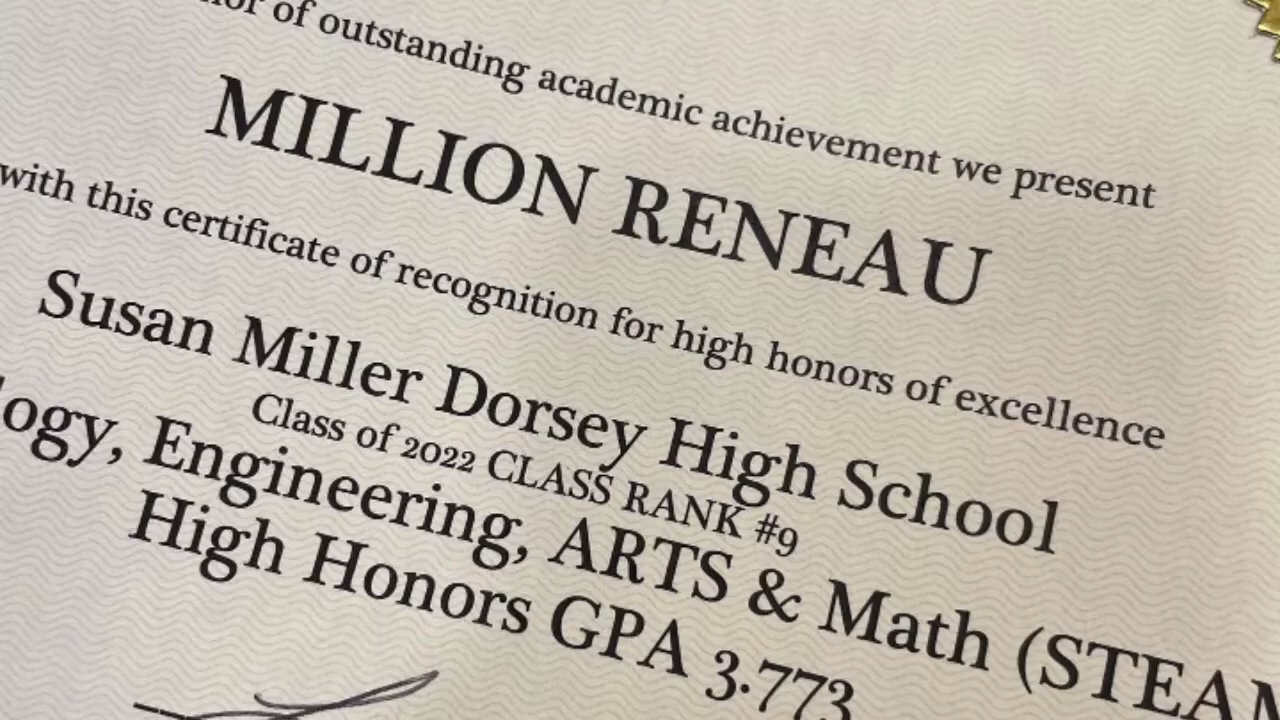 of outstanding academic achievement we present
MILLION RENEAU
with this certificate of recognition for high honors of excellence
Susan Miller Dorsey High School
Class of 2022 CLASS RANK #9
ogy, Engineering, ARTS & Math (STEAM
High Honors GPA 3.773